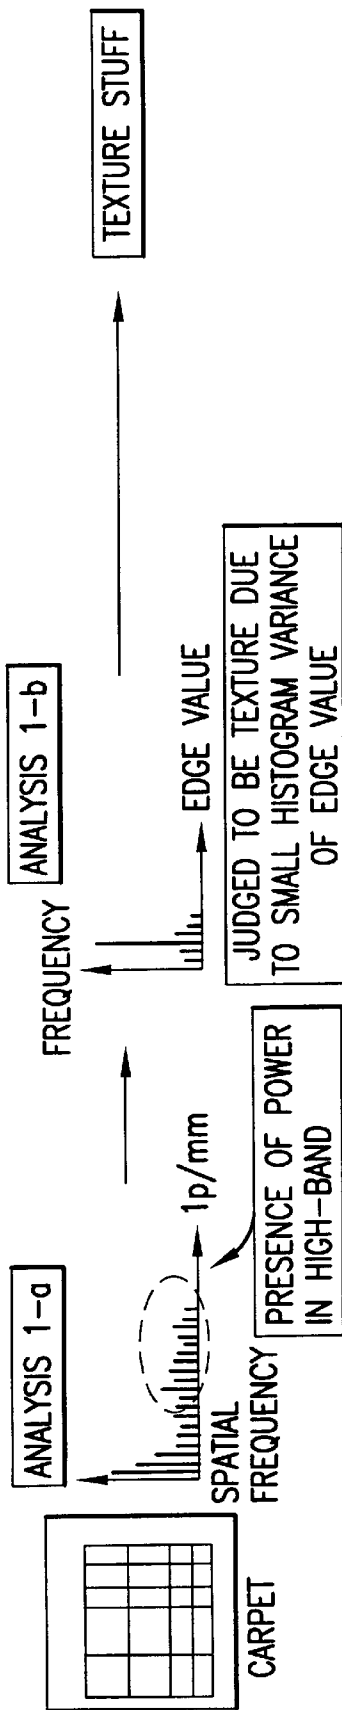 CARPET
ANALYSIS 1-a
SPATIAL
FREQUENCY
1p/mm
PRESENCE OF POWER
IN HIGH-BAND
ANALYSIS 1-b
FREQUENCY
EDGE VALUE
JUDGED TO BE TEXTURE DUE
TO SMALL HISTOGRAM VARIANCE
OF EDGE VALUE
TEXTURE STUFF